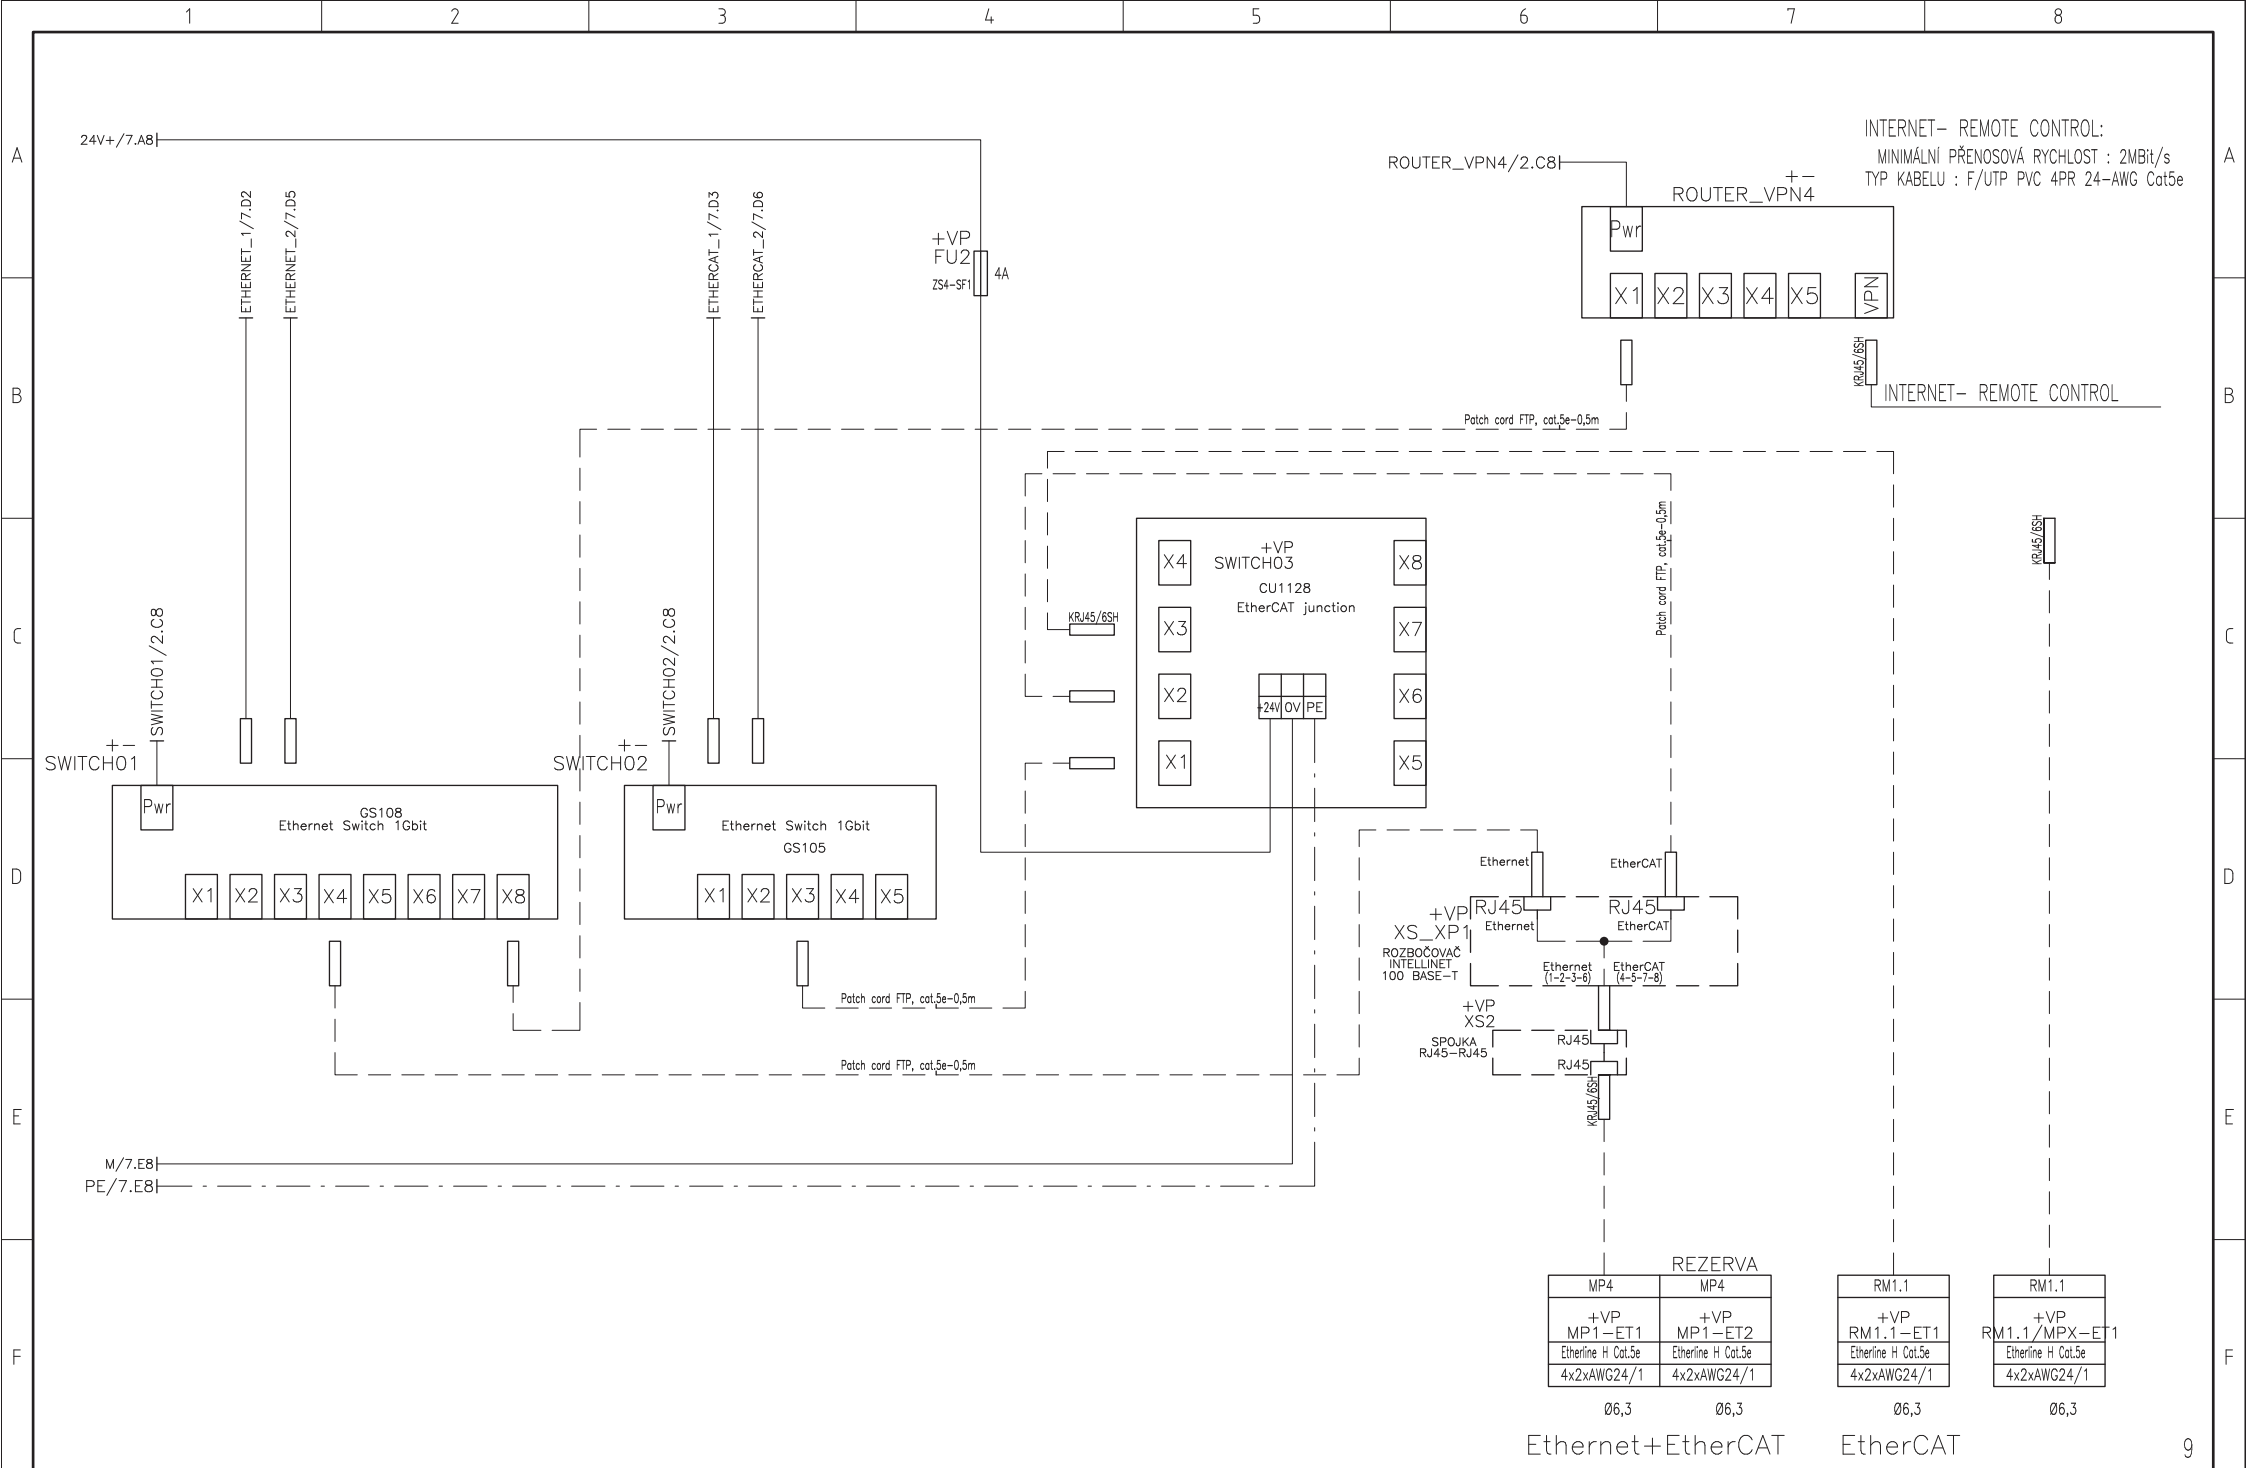 1 2 3 4 5 6 7 8
A
A
B
B
C
C
D
D
E
E
F
F
24V+/7.A8
ETHERNET_1/7.D2
ETHERNET_2/7.D5
ETHERCAT_1/7.D3
ETHERCAT_2/7.D6
+VP
FU2
ZS4-SF1
4A
ROUTER_VPN4/2.C8
+-
ROUTER_VPN4
Pwr
X1 X2 X3 X4 X5 VPN
INTERNET- REMOTE CONTROL:
MINIMÁLNÍ PŘENOSOVÁ RYCHLOST : 2MBit/s
TYP KABELU : F/UTP PVC 4PR 24-AWG Cat5e
KRJ45/6SH
INTERNET- REMOTE CONTROL
Patch cord FTP, cat.5e-0,5m
Patch cord FTP, cat.5e-0,5m
KRJ45/6SH
KRJ45/6SH
X4
X3
X2
X1
+VP
SWITCH03
CU1128
EtherCAT junction
X8
X7
X6
X5
+24V 0V PE
SWITCH01/2.C8
+-
SWITCH01
Pwr
GS108
Ethernet Switch 1Gbit
X1 X2 X3 X4 X5 X6 X7 X8
SWITCH02/2.C8
+-
SWITCH02
Pwr
Ethernet Switch 1Gbit
GS105
X1 X2 X3 X4 X5
Patch cord FTP, cat.5e-0,5m
Patch cord FTP, cat.5e-0,5m
Ethernet
EtherCAT
+VP
XS_XP1
ROZBOČOVAČ
INTELLINET
100 BASE-T
RJ45 RJ45
Ethernet EtherCAT
Ethernet EtherCAT
(1-2-3-6) (4-5-7-8)
+VP
XS2
SPOJKA
RJ45-RJ45
RJ45
RJ45
KRJ45/6SH
M/7.E8
PE/7.E8
REZERVA
MP4 MP4 RM1.1 RM1.1
+VP +VP +VP +VP
MP1-ET1 MP1-ET2 RM1.1-ET1 RM1.1/MPX-ET1
Etherline H Cat.5e Etherline H Cat.5e Etherline H Cat.5e Etherline H Cat.5e
4x2xAWG24/1 4x2xAWG24/1 4x2xAWG24/1 4x2xAWG24/1
Ø6,3 Ø6,3 Ø6,3 Ø6,3
Ethernet+EtherCAT EtherCAT
9